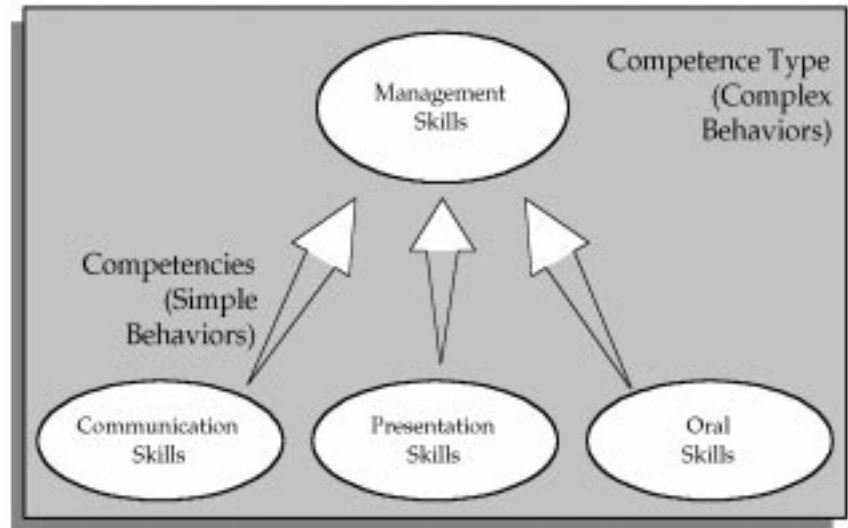 Management
Skills
Competence Type
(Complex
Behaviors)
Competencies
(Simple
Behaviors)
Communication
Skills
Presentation
Skills
Oral
Skills